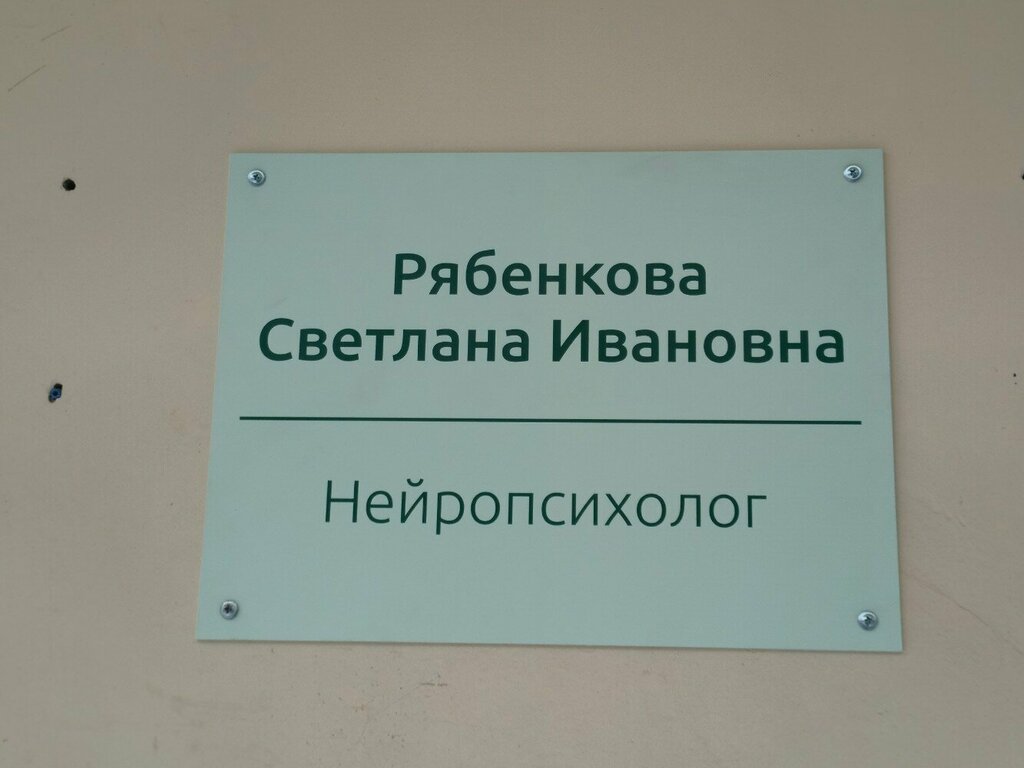 Рябенкова
Светлана Ивановна
Нейропсихолог